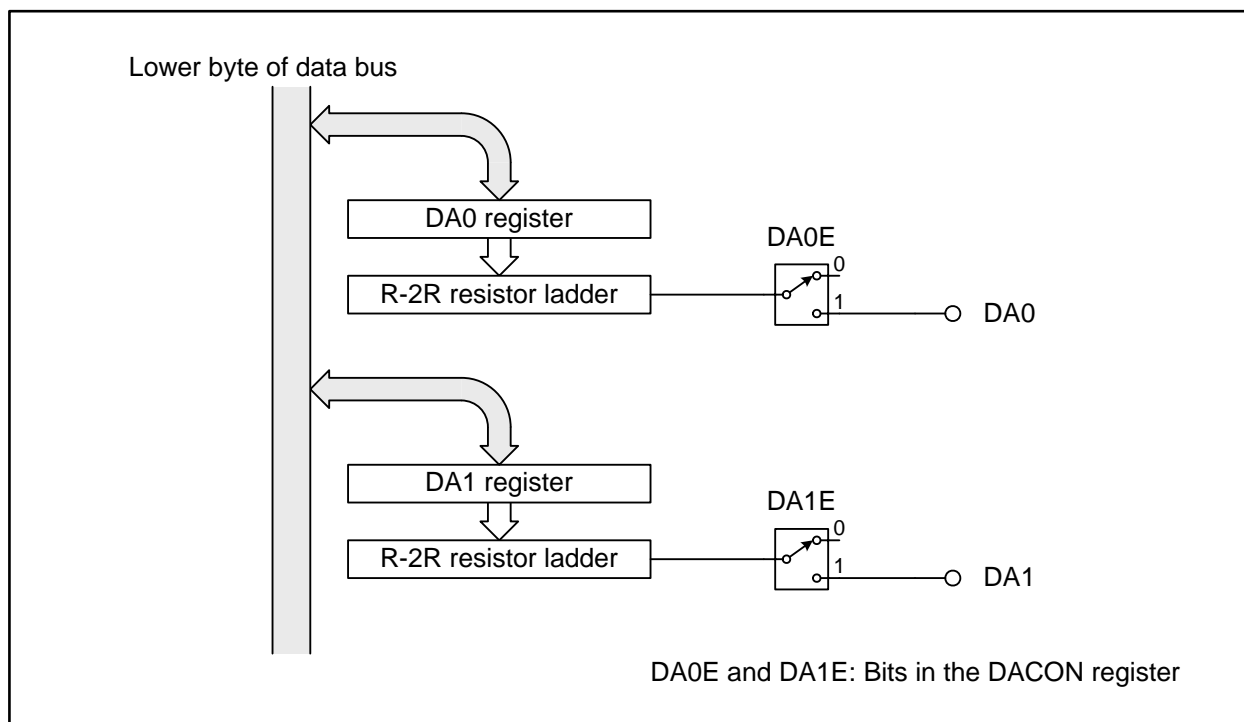 Lower byte of data bus
DA0 register
DA0E
0
R-2R resistor ladder
1
DA0
DA1 register
DA1E
0
R-2R resistor ladder
1
DA1
DA0E and DA1E: Bits in the DACON register